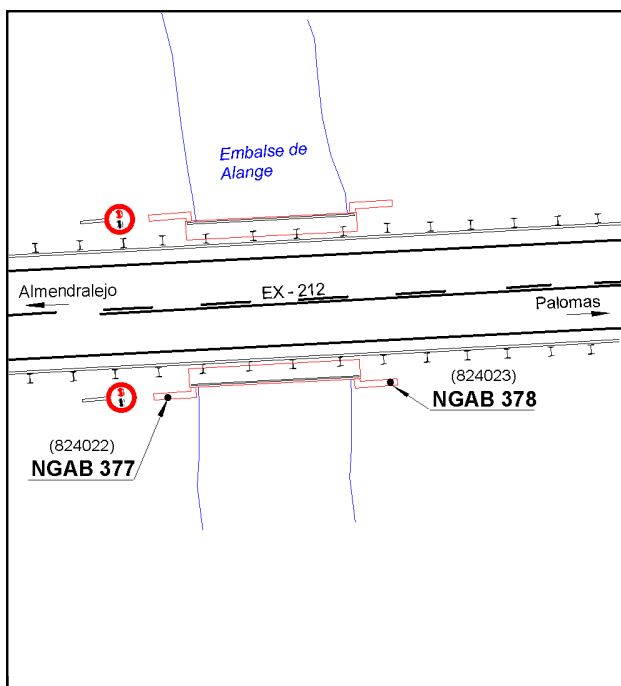 Embalse de
Alange
Almendralejo
EX - 212
Palomas
(824023)
NGAB 378
(824022)
NGAB 377